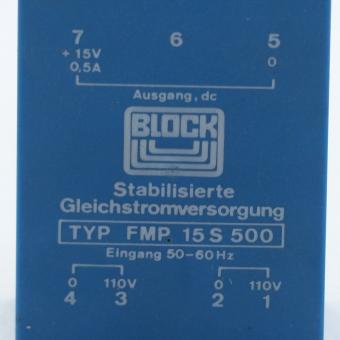 7 6 5
+ 15V
0,5A 0
Ausgang, dc
BLOCK
Stabilisierte
Gleichstromversorgung
TYP FMP 15 S 500
Eingang 50-60 Hz
0 110V 0 110V
4 3 2 1